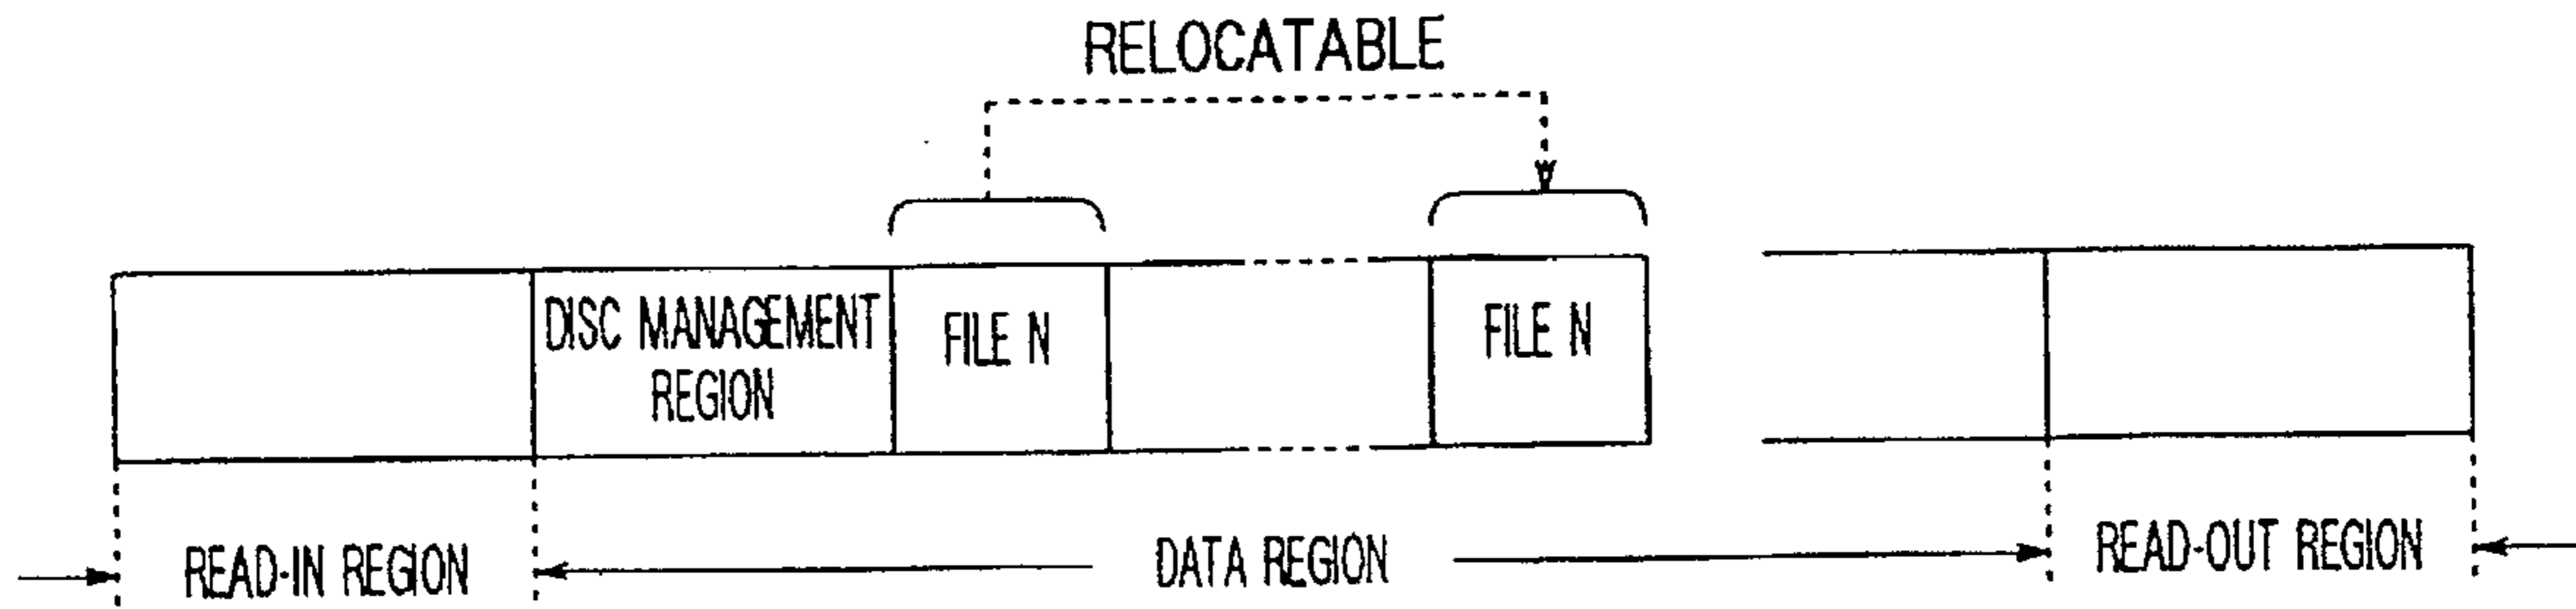 RELOCATABLE
DISC MANAGEMENT
REGION
FILE N
FILE N
READ-IN REGION
DATA REGION
READ-OUT REGION